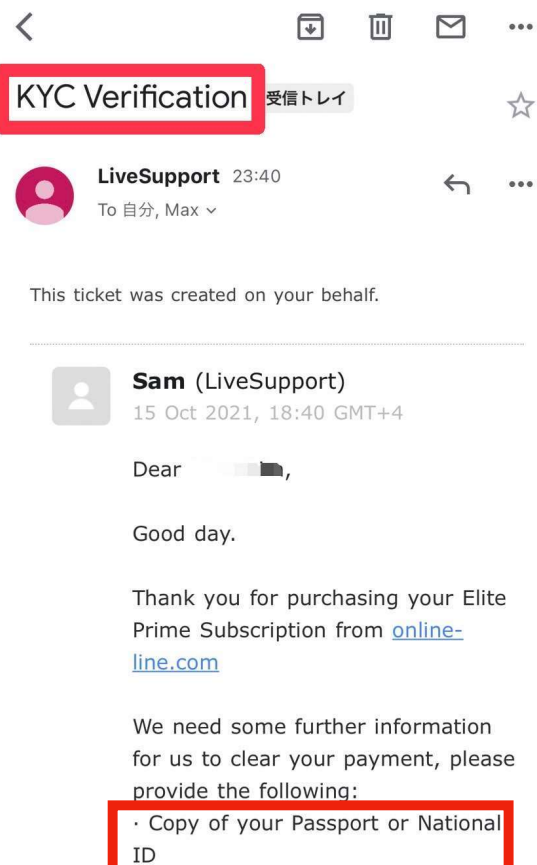 KYC Verification 受信トレイ
LiveSupport 23:40
To 自分, Max
This ticket was created on your behalf.
Sam (LiveSupport)
15 Oct 2021, 18:40 GMT+4
Dear ,
Good day.
Thank you for purchasing your Elite
Prime Subscription from online-
line.com
We need some further information
for us to clear your payment, please
provide the following:
· Copy of your Passport or National
ID